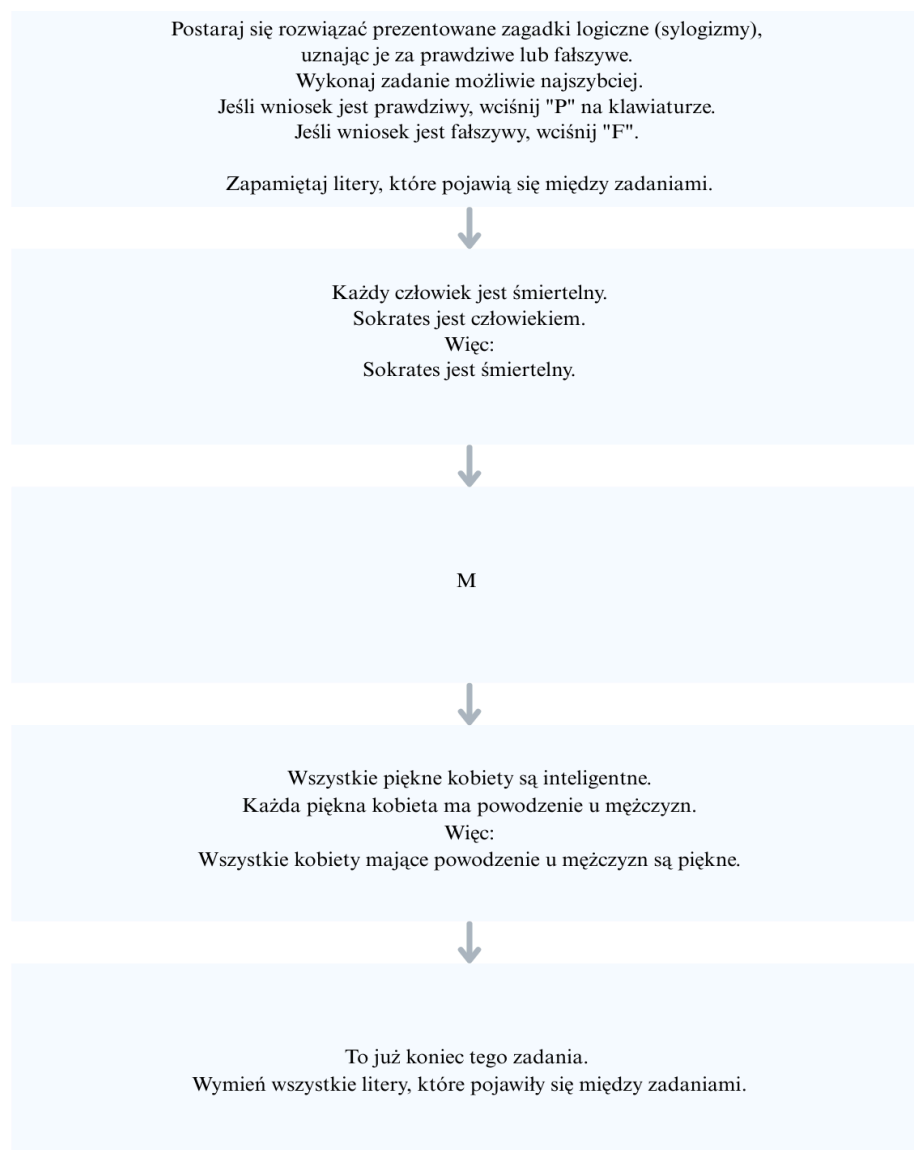 Postaraj się rozwiązać prezentowane zagadki logiczne (sylogizmy),
uznając je za prawdziwe lub fałszywe.
Wykonaj zadanie możliwie najszybciej.
Jeśli wniosek jest prawdziwy, wciśnij "P" na klawiaturze.
Jeśli wniosek jest fałszywy, wciśnij "F".
Zapamiętaj litery, które pojawią się między zadaniami.
Każdy człowiek jest śmiertelny.
Sokrates jest człowiekiem.
Więc:
Sokrates jest śmiertelny.
M
Wszystkie piękne kobiety są inteligentne.
Każda piękna kobieta ma powodzenie u mężczyzn.
Więc:
Wszystkie kobiety mające powodzenie u mężczyzn są piękne.
To już koniec tego zadania.
Wymień wszystkie litery, które pojawiły się między zadaniami.